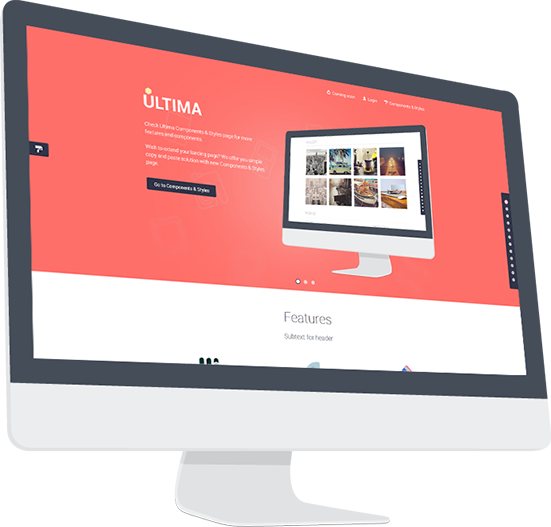 Coming soon Login Components & Styles
ULTIMA
Check Ultima Components & Styles page for more
features and components.
Wish to extend your landing page? We offer you simple
copy and paste solution with new Components & Styles
page.
Go to Components & Styles
Features
Subtext for header